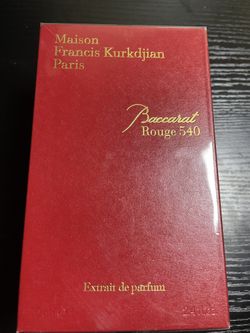 Maison
Francis Kurkdjian
Paris
Baccarat
Rouge 540
Extrait de parfum